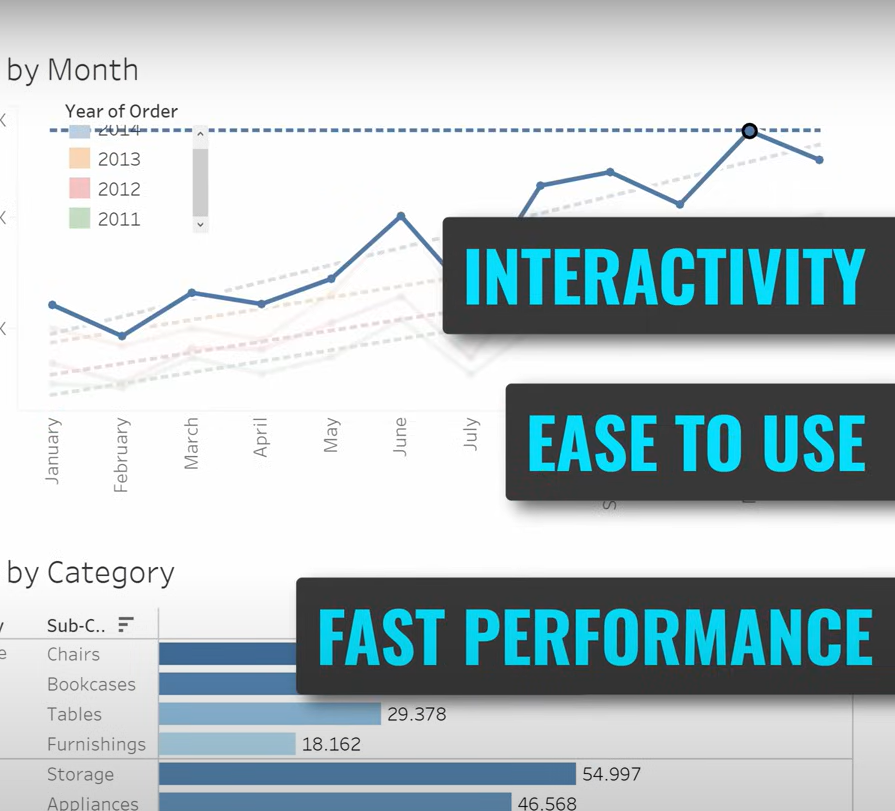 by Month
Year of Order
2014
2013
2012
2011
INTERACTIVITY
January
February
March
April
May
June
July
EASE TO USE
by Category
FAST PERFORMANCE
Sub-C..
Chairs
Bookcases
Tables 29.378
Furnishings 18.162
Storage 54.997
Appliances 46.568